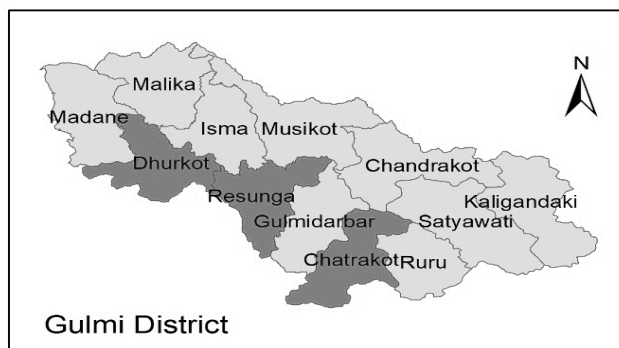 N
Malika
Madane
Isma
Musikot
Dhurkot
Chandrakot
Resunga
Kaligandaki
Gulmidarbar
Satyawati
Chatrakot
Ruru
Gulmi District